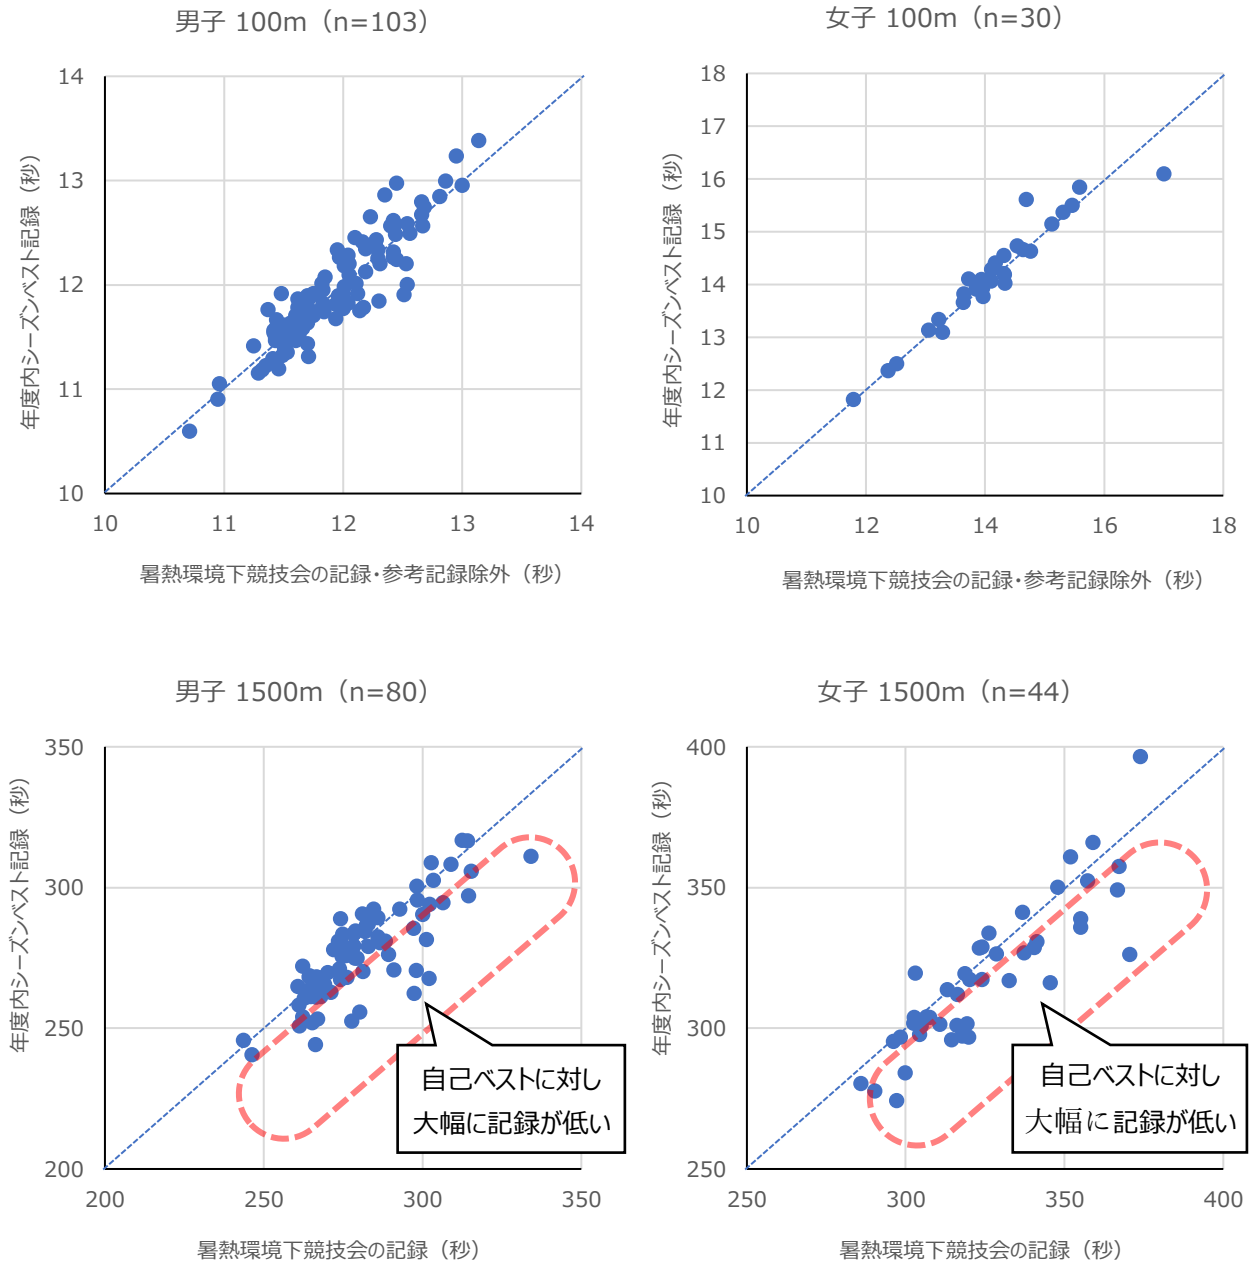 男子 100m（n=103）
14
13
12
11
10
10 11 12 13 14
年度内シーズンベスト記録（秒）
暑熱環境下競技会の記録・参考記録除外（秒）
女子 100m（n=30）
18
17
16
15
14
13
12
11
10
10 12 14 16 18
年度内シーズンベスト記録（秒）
暑熱環境下競技会の記録・参考記録除外（秒）
男子 1500m（n=80）
350
300
250
200
200 250 300 350
年度内シーズンベスト記録（秒）
自己ベストに対し
大幅に記録が低い
暑熱環境下競技会の記録（秒）
女子 1500m（n=44）
400
350
300
250
250 300 350 400
年度内シーズンベスト記録（秒）
自己ベストに対し
大幅に記録が低い
暑熱環境下競技会の記録（秒）